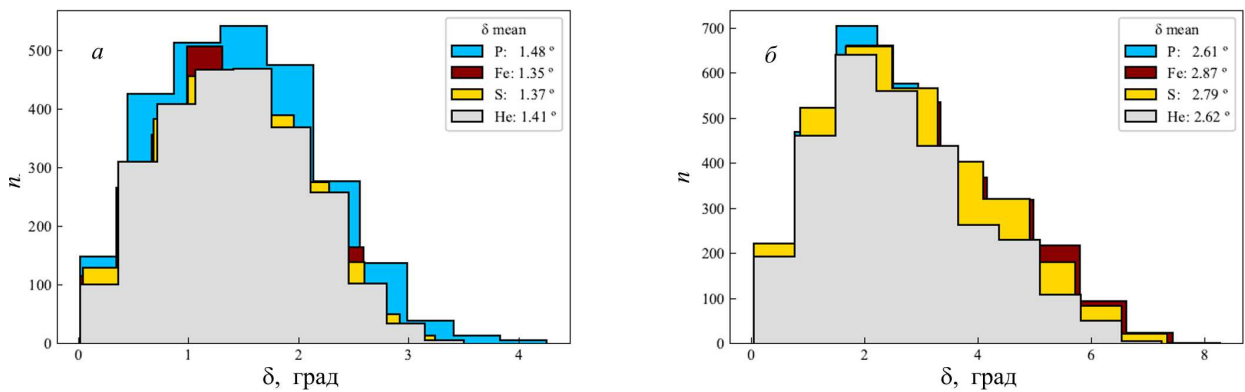 а
δ mean
P: 1.48 º
Fe: 1.35 º
S: 1.37 º
He: 1.41 º
500
400
300
200
100
0
n
0 1 2 3 4
δ, град
б
δ mean
P: 2.61 º
Fe: 2.87 º
S: 2.79 º
He: 2.62 º
700
600
500
400
300
200
100
0
n
0 2 4 6 8
δ, град